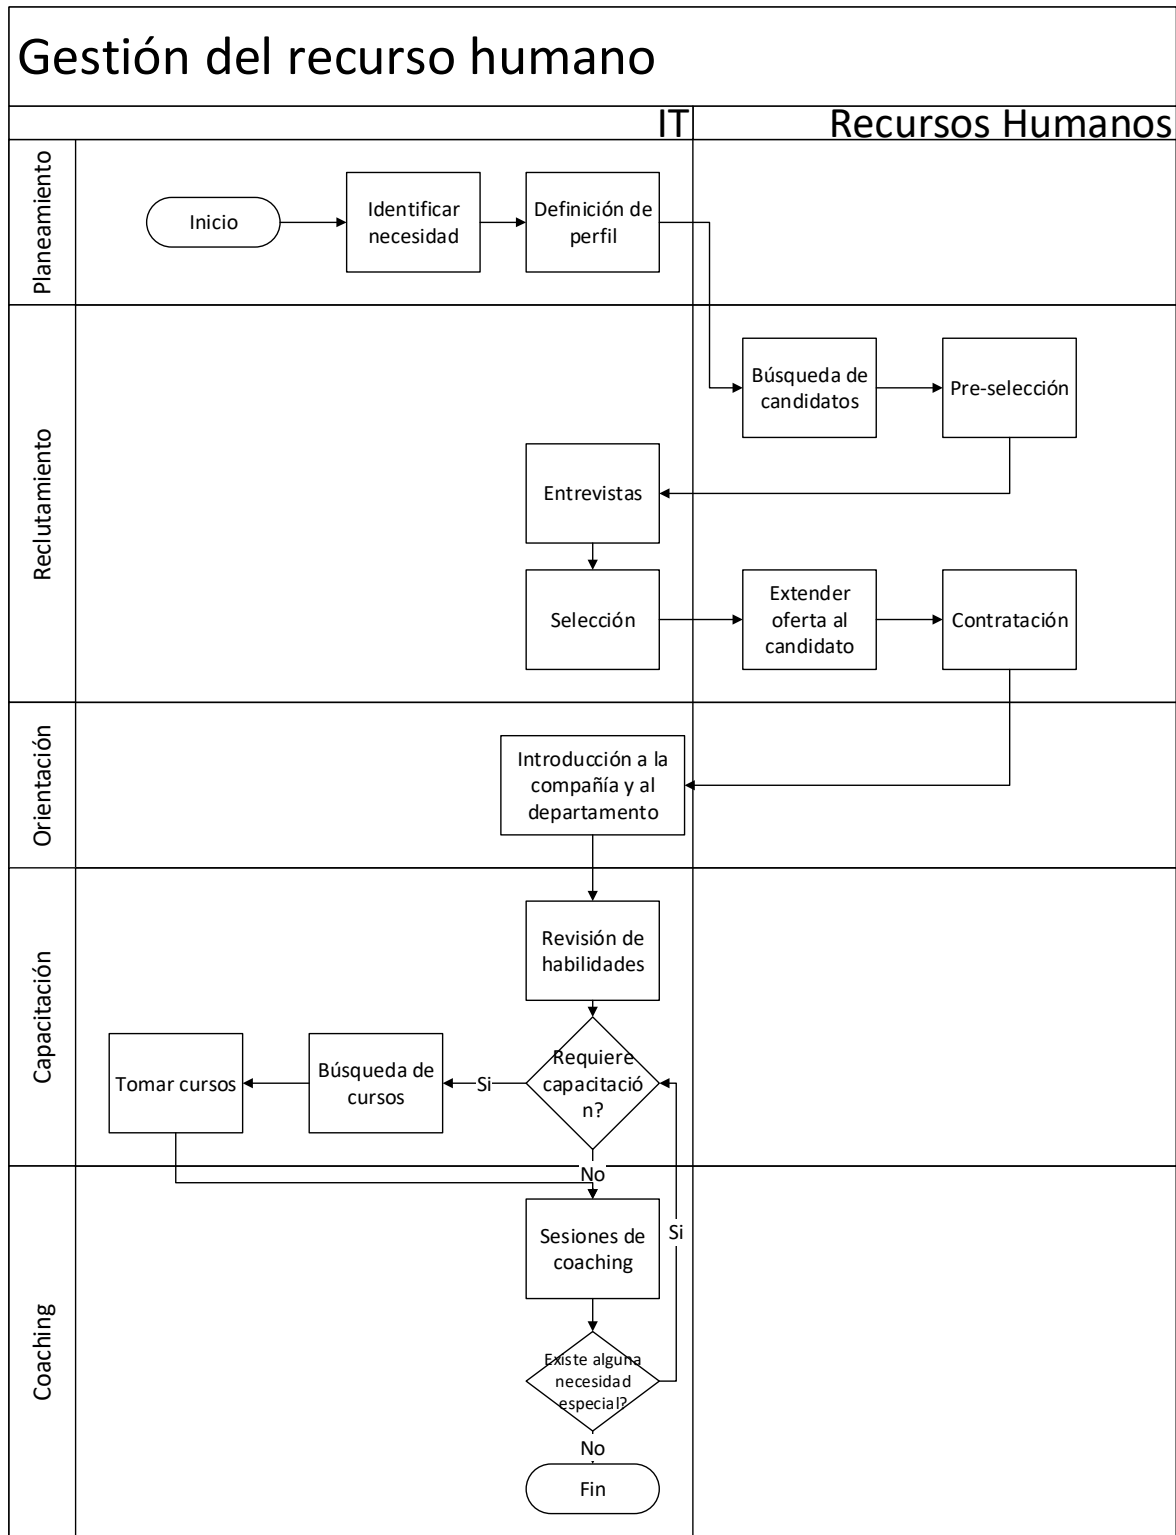 Gestión del recurso humano
IT
Recursos Humanos
Planeamiento
Inicio
Identificar
necesidad
Definición de
perfil
Reclutamiento
Búsqueda de
candidatos
Pre-selección
Entrevistas
Selección
Extender
oferta al
candidato
Contratación
Orientación
Introducción a la
compañía y al
departamento
Capacitación
Revisión de
habilidades
Requiere
capacitació
n?
Si
Búsqueda de
cursos
Tomar cursos
No
Coaching
Sesiones de
coaching
Si
Existe alguna
necesidad
especial?
No
Fin